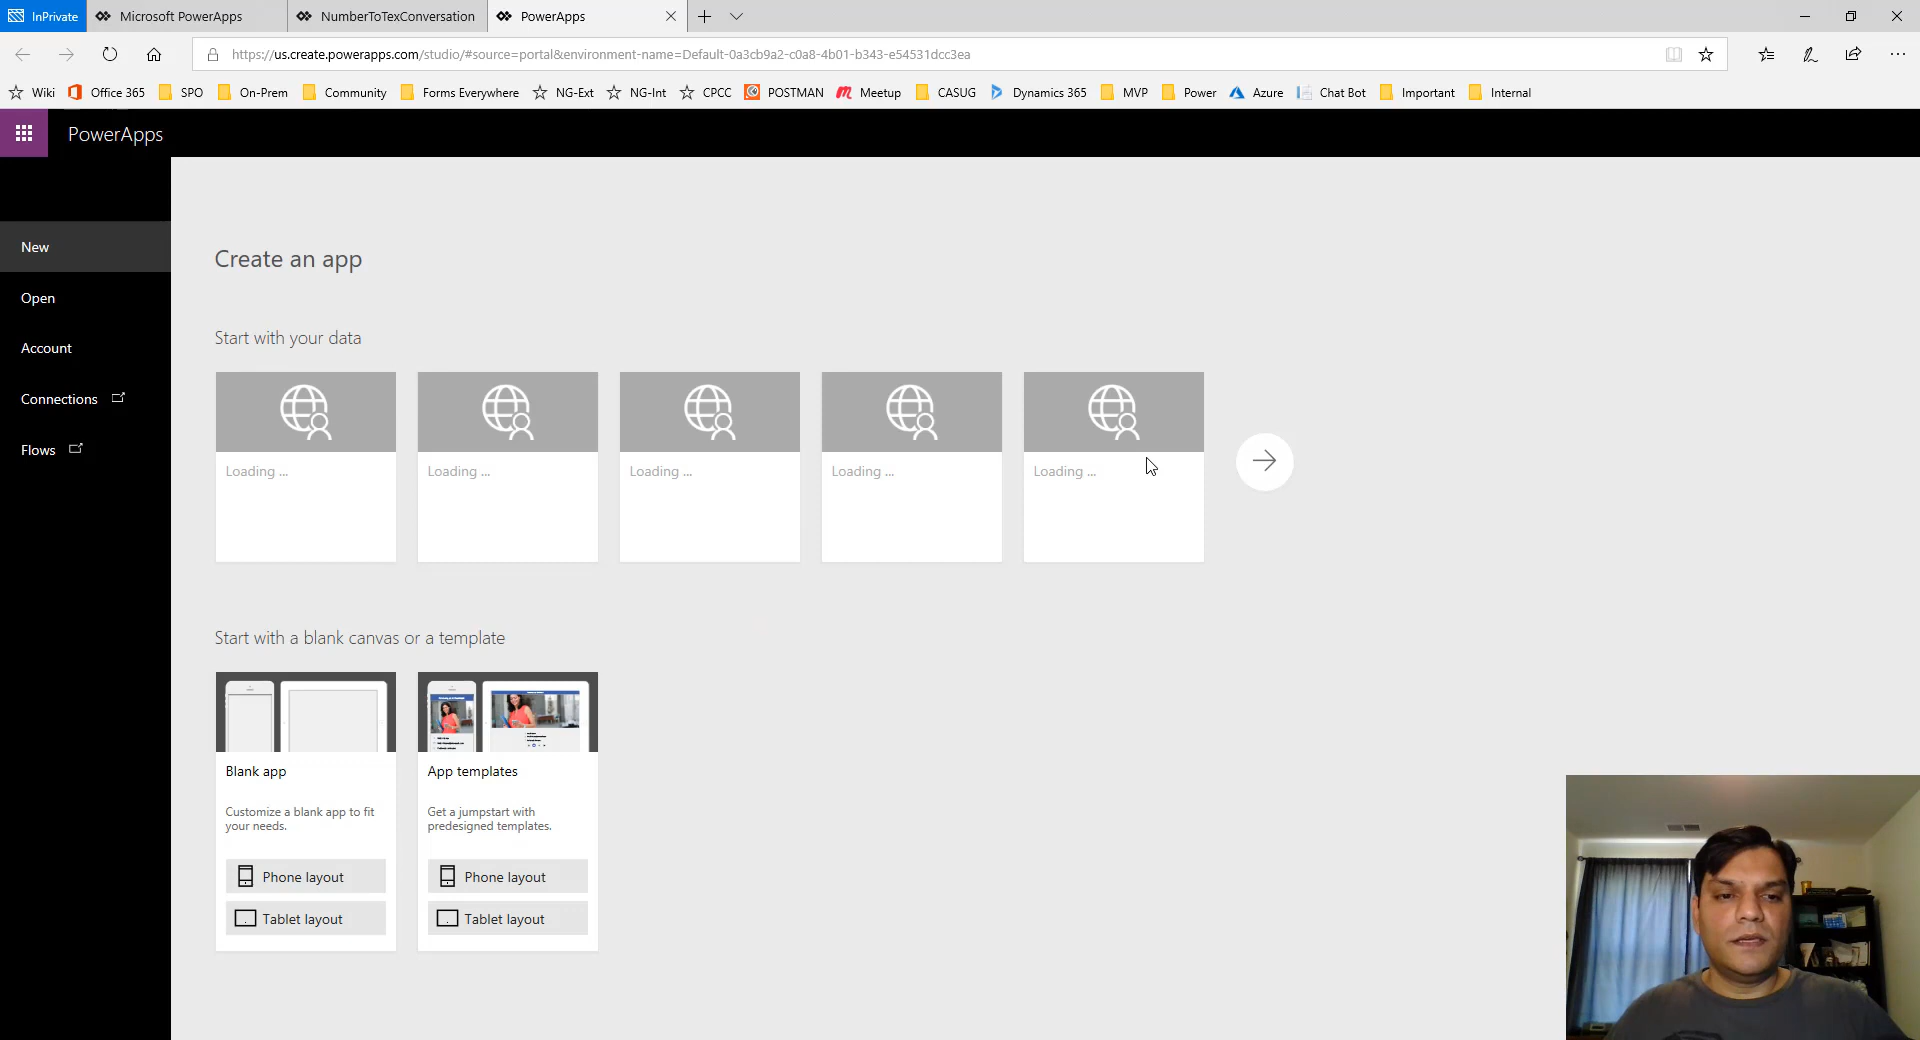 InPrivate
Microsoft PowerApps
NumberToTexConversation
PowerApps
https://us.create.powerapps.com/studio/#source=portal&environment-name=Default-0a3cb9a2-c0a8-4b01-b343-e54531dcc3ea
Wiki
Office 365
SPO
On-Prem
Community
Forms Everywhere
NG-Ext
NG-Int
CPCC
POSTMAN
Meetup
CASUG
Dynamics 365
MVP
Power
Azure
Chat Bot
Important
Internal
PowerApps
New
Open
Account
Connections
Flows
Create an app
Start with your data
Loading ...
Loading ...
Loading ...
Loading ...
Loading ...
Start with a blank canvas or a template
Blank app
Customize a blank app to fit
your needs.
Phone layout
Tablet layout
App templates
Get a jumpstart with
predesigned templates.
Phone layout
Tablet layout